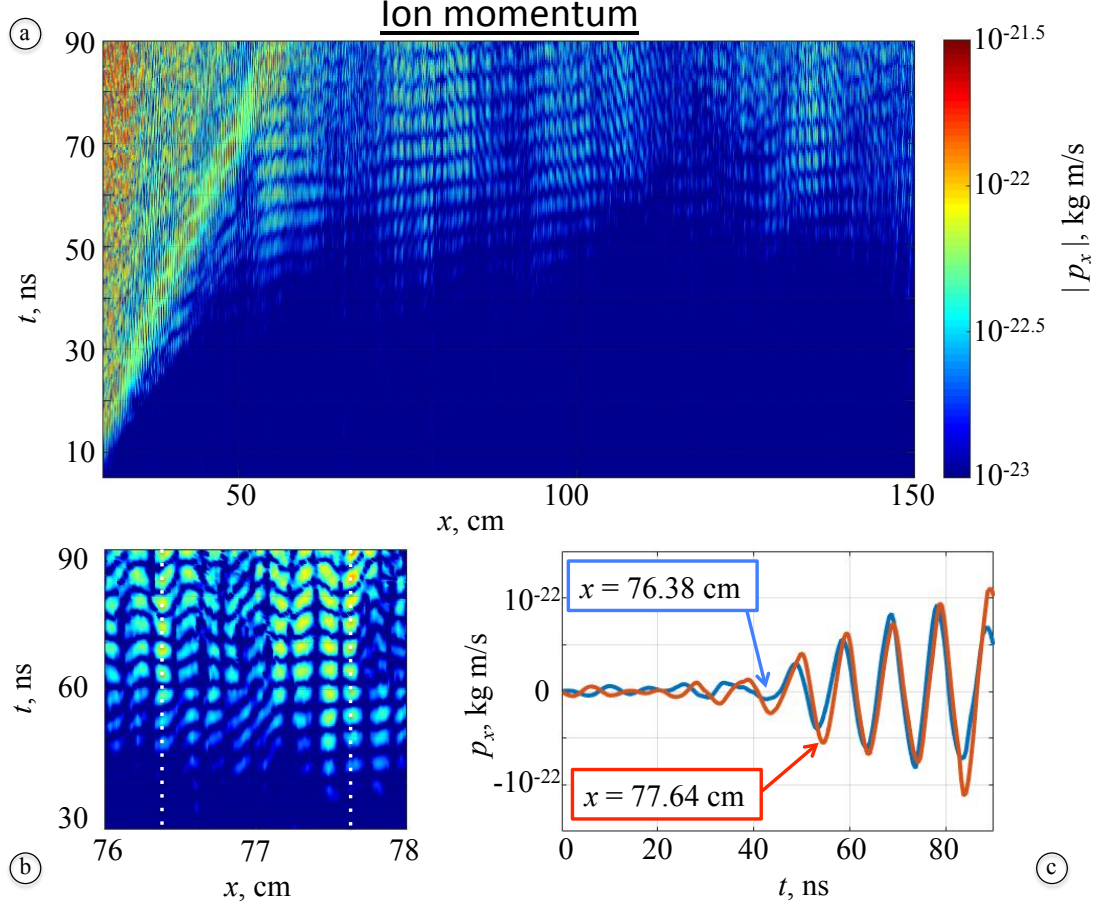 Ion momentum
a
90
70
50
30
10
t, ns
50
100
150
x, cm
10-21.5
10-22
10-22.5
10-23
| px |, kg m/s
90
60
30
t, ns
76
77
78
x, cm
b
x = 76.38 cm
x = 77.64 cm
10-22
0
-10-22
px, kg m/s
0
20
40
60
80
t, ns
c